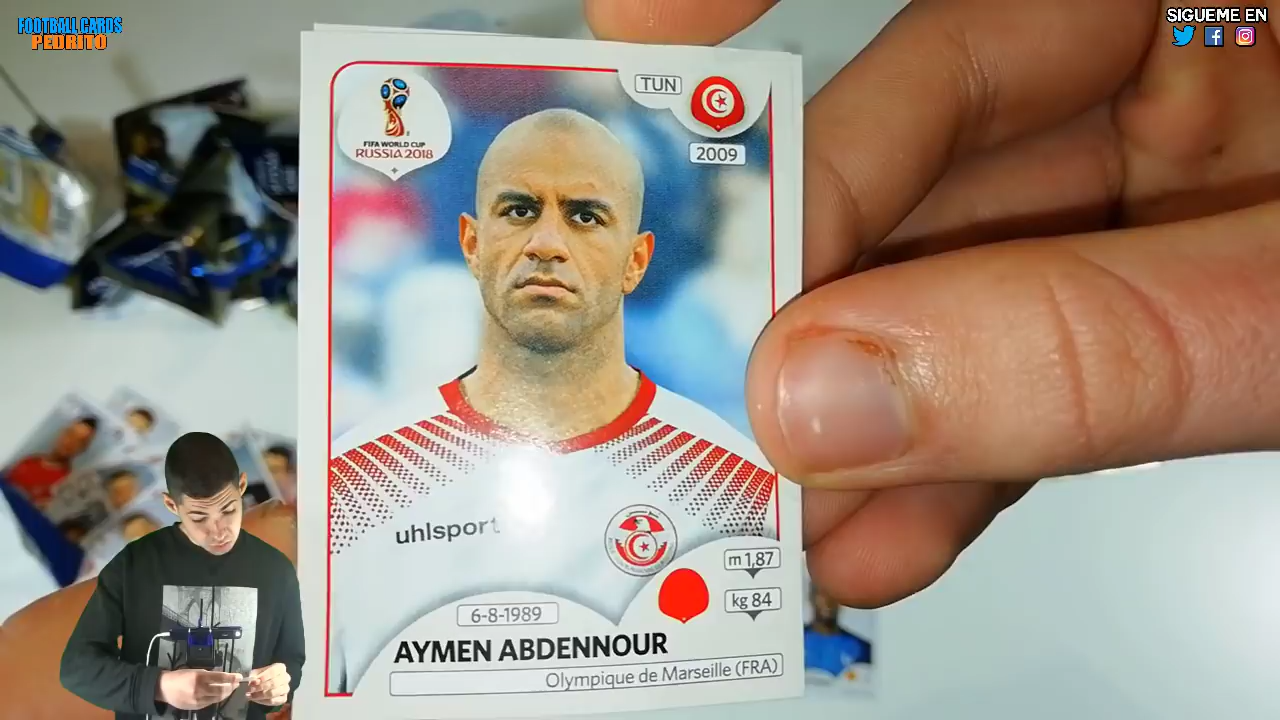 FOOTBALL CARDS
PEDRITO
SIGUEME EN
TUN
2009
FIFA WORLD CUP
RUSSIA 2018
uhlsport
m 1,87
kg 84
6-8-1989
AYMEN ABDENNOUR
Olympique de Marseille (FRA)